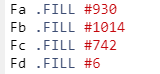 Fa .FILL #930
Fb .FILL #1014
Fc .FILL #742
Fd .FILL #6